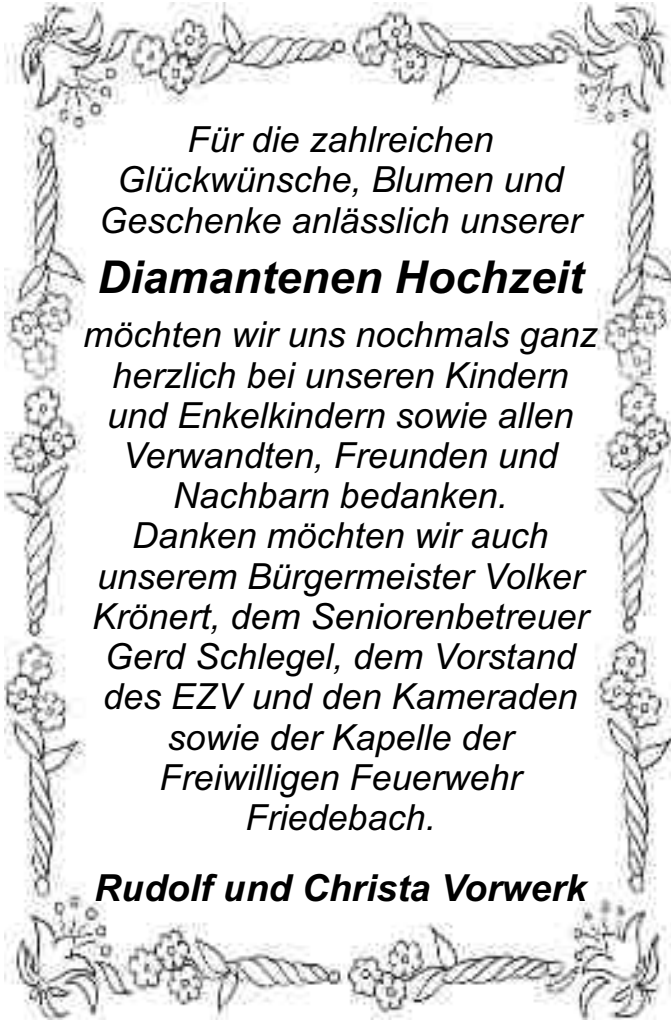 Für die zahlreichen
Glückwünsche, Blumen und
Geschenke anlässlich unserer
Diamantenen Hochzeit
möchten wir uns nochmals ganz
herzlich bei unseren Kindern
und Enkelkindern sowie allen
Verwandten, Freunden und
Nachbarn bedanken.
Danken möchten wir auch
unserem Bürgermeister Volker
Krönert, dem Seniorenbetreuer
Gerd Schlegel, dem Vorstand
des EZV und den Kameraden
sowie der Kapelle der
Freiwilligen Feuerwehr
Friedebach.
Rudolf und Christa Vorwerk